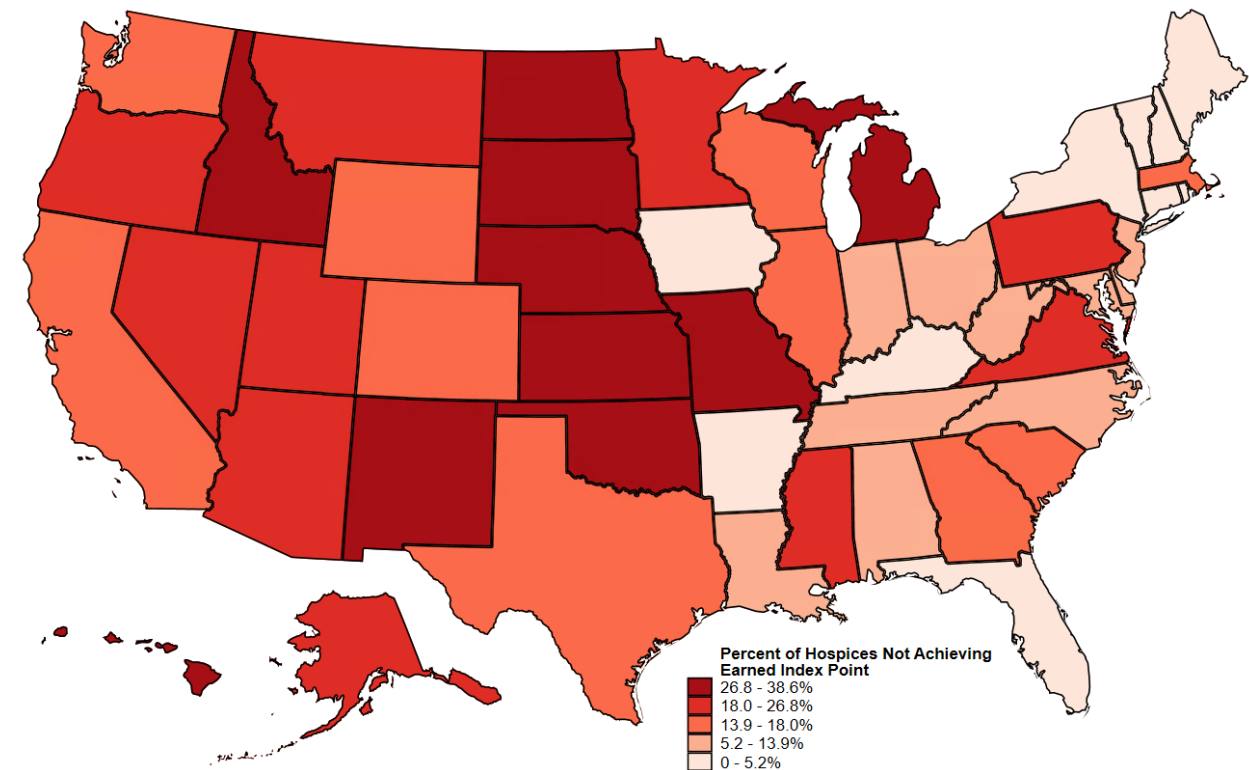 Percent of Hospices Not Achieving
Earned Index Point
26.8 - 38.6%
18.0 - 26.8%
13.9 - 18.0%
5.2 - 13.9%
0 - 5.2%